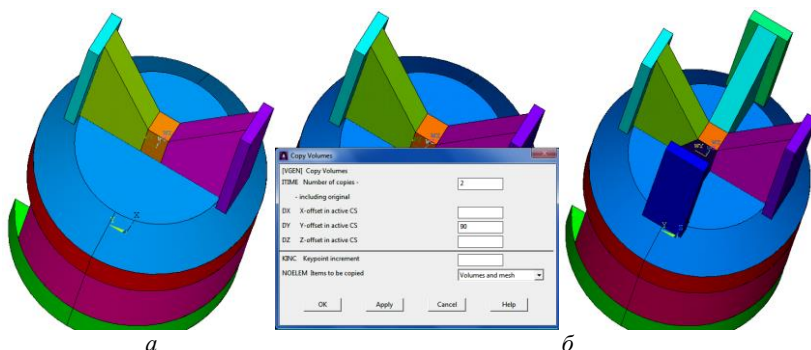 Copy Volumes
[VGEN] Copy Volumes
ITIME Number of copies - 2
- including original
DX X-offset in active CS
DY Y-offset in active CS 90
DZ Z-offset in active CS
KINC Keypoint increment
NOELEM Items to be copied Volumes and mesh
OK Apply Cancel Help
а б